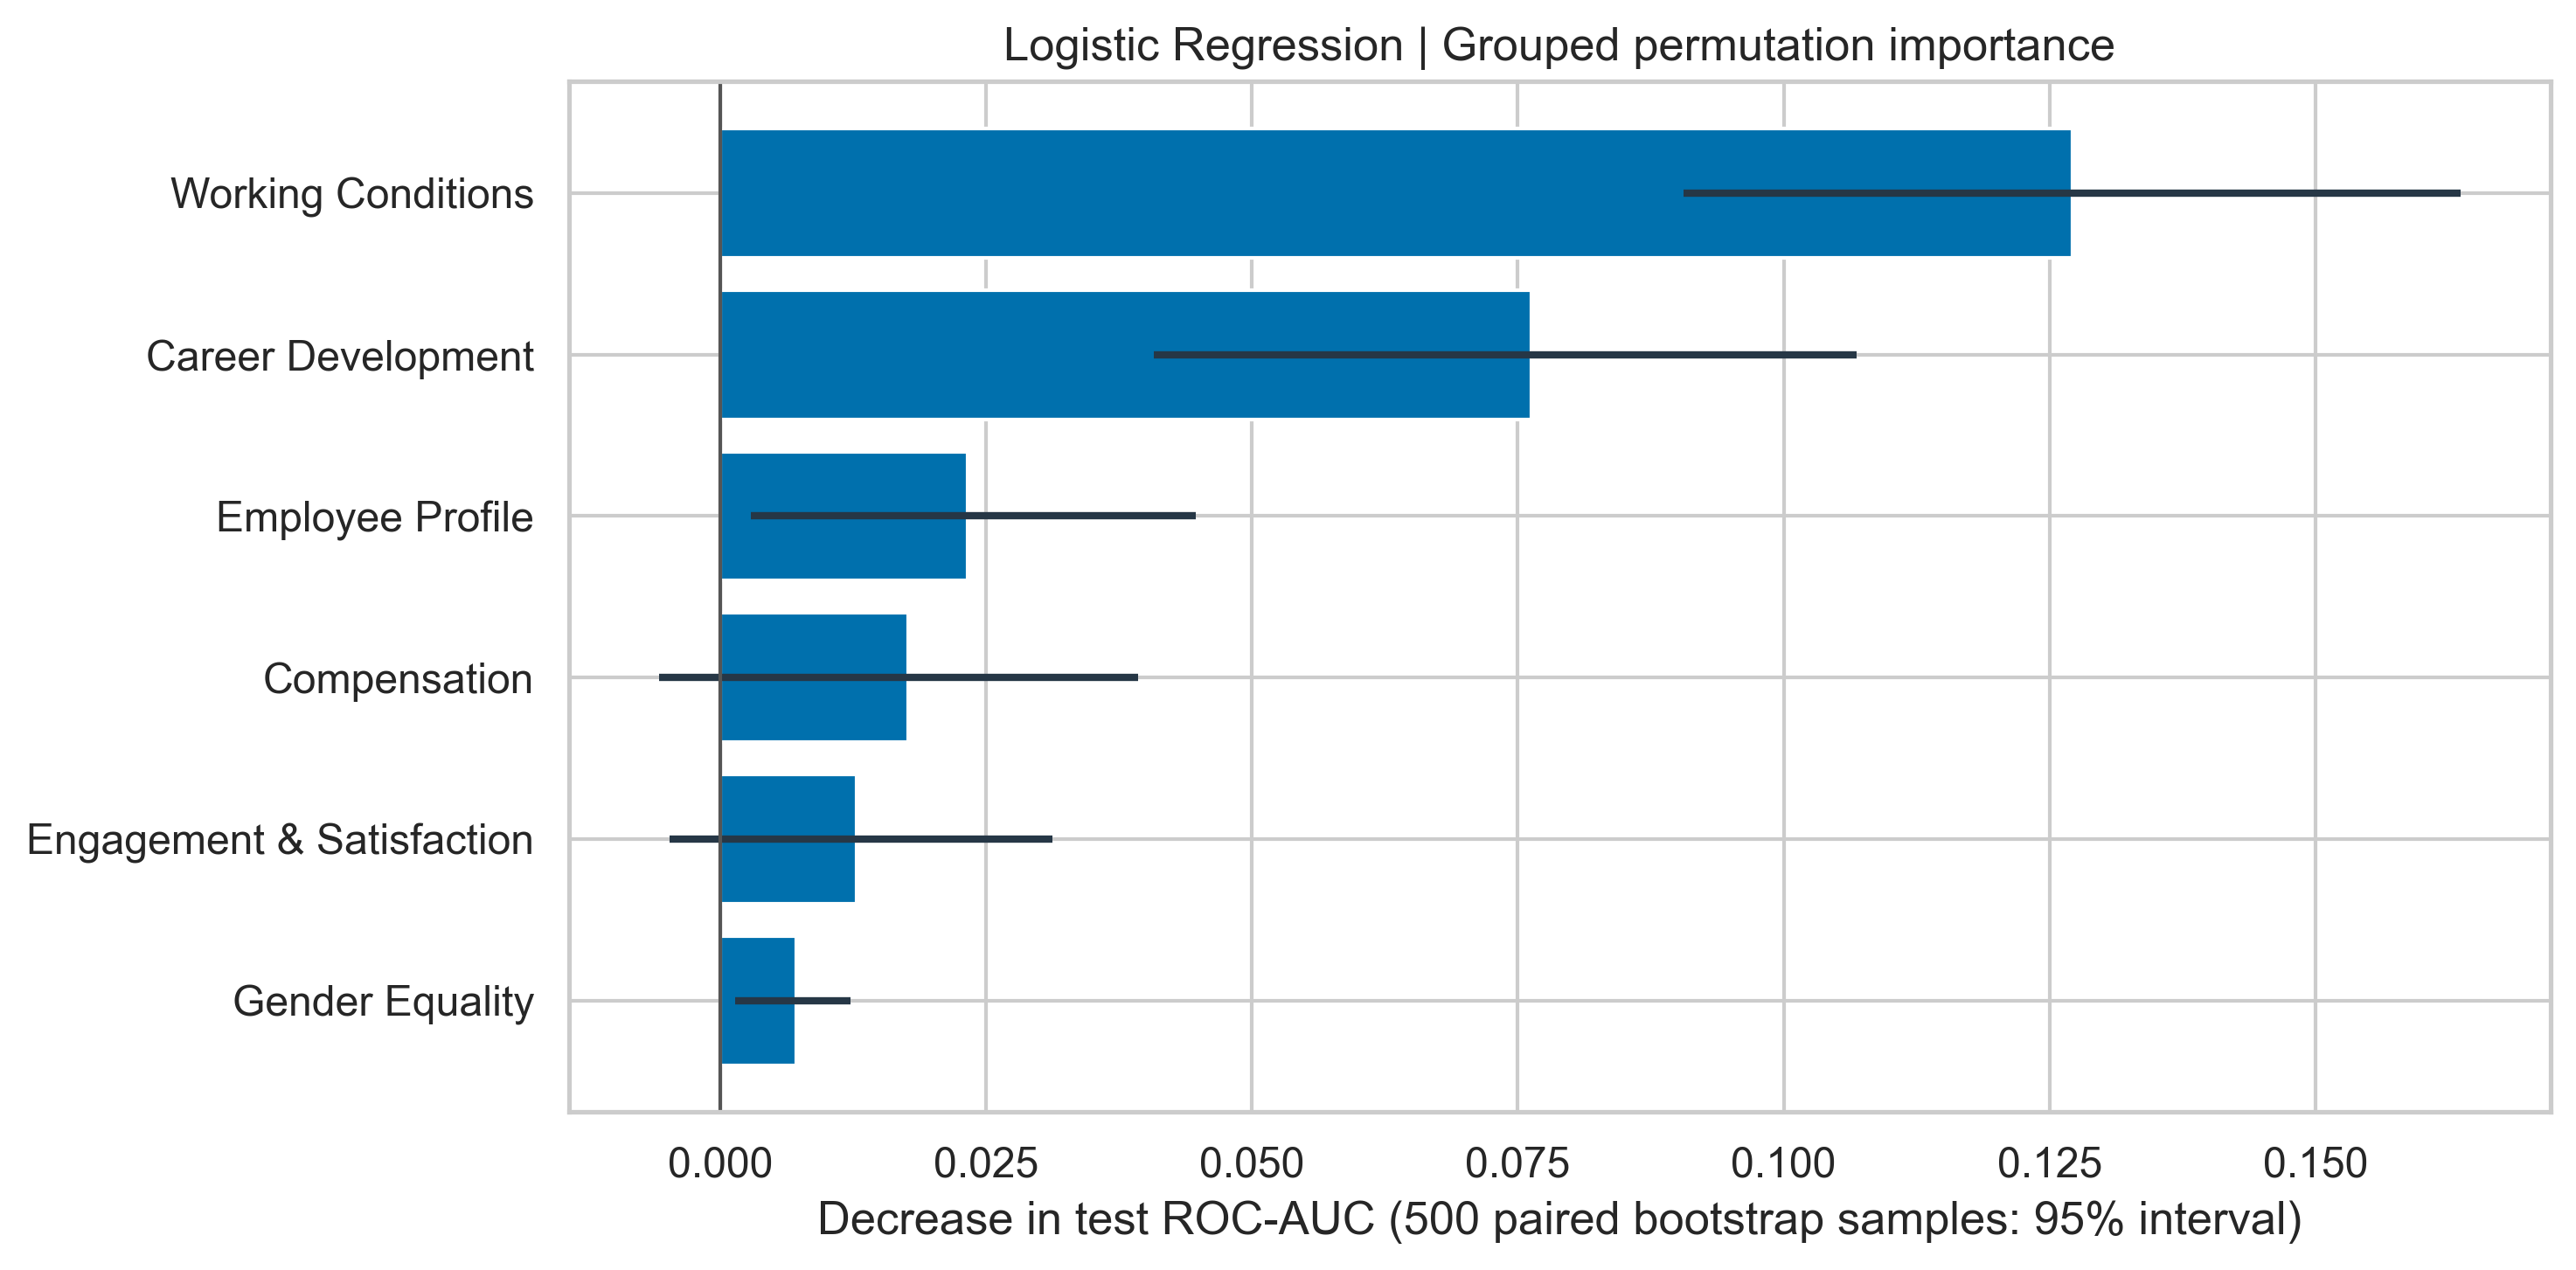 Logistic Regression | Grouped permutation importance
Working Conditions
Career Development
Employee Profile
Compensation
Engagement & Satisfaction
Gender Equality
0.000 0.025 0.050 0.075 0.100 0.125 0.150
Decrease in test ROC-AUC (500 paired bootstrap samples: 95% interval)